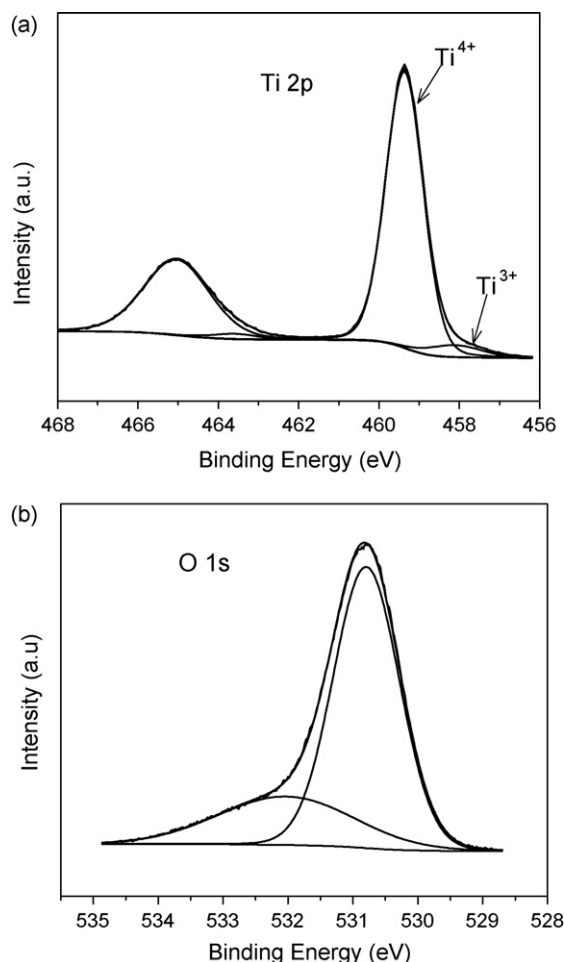 (a)
Ti 2p
Ti⁴⁺
Ti³⁺
Intensity (a.u.)
468 466 464 462 460 458 456
Binding Energy (eV)
(b)
O 1s
Intensity (a.u)
535 534 533 532 531 530 529 528
Binding Energy (eV)